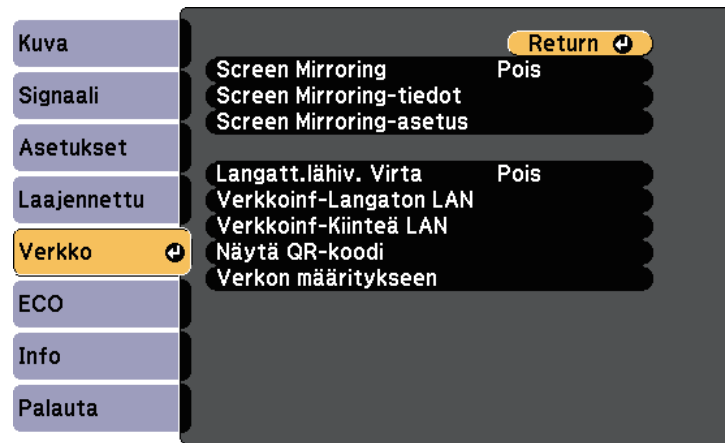 Kuva
Signaali
Asetukset
Laajennettu
Verkko
ECO
Info
Palauta
Return
Screen Mirroring Pois
Screen Mirroring-tiedot
Screen Mirroring-asetus
Langatt.lähiv. Virta Pois
Verkkoinf-Langaton LAN
Verkkoinf-Kiinteä LAN
Näytä QR-koodi
Verkon määritykseen